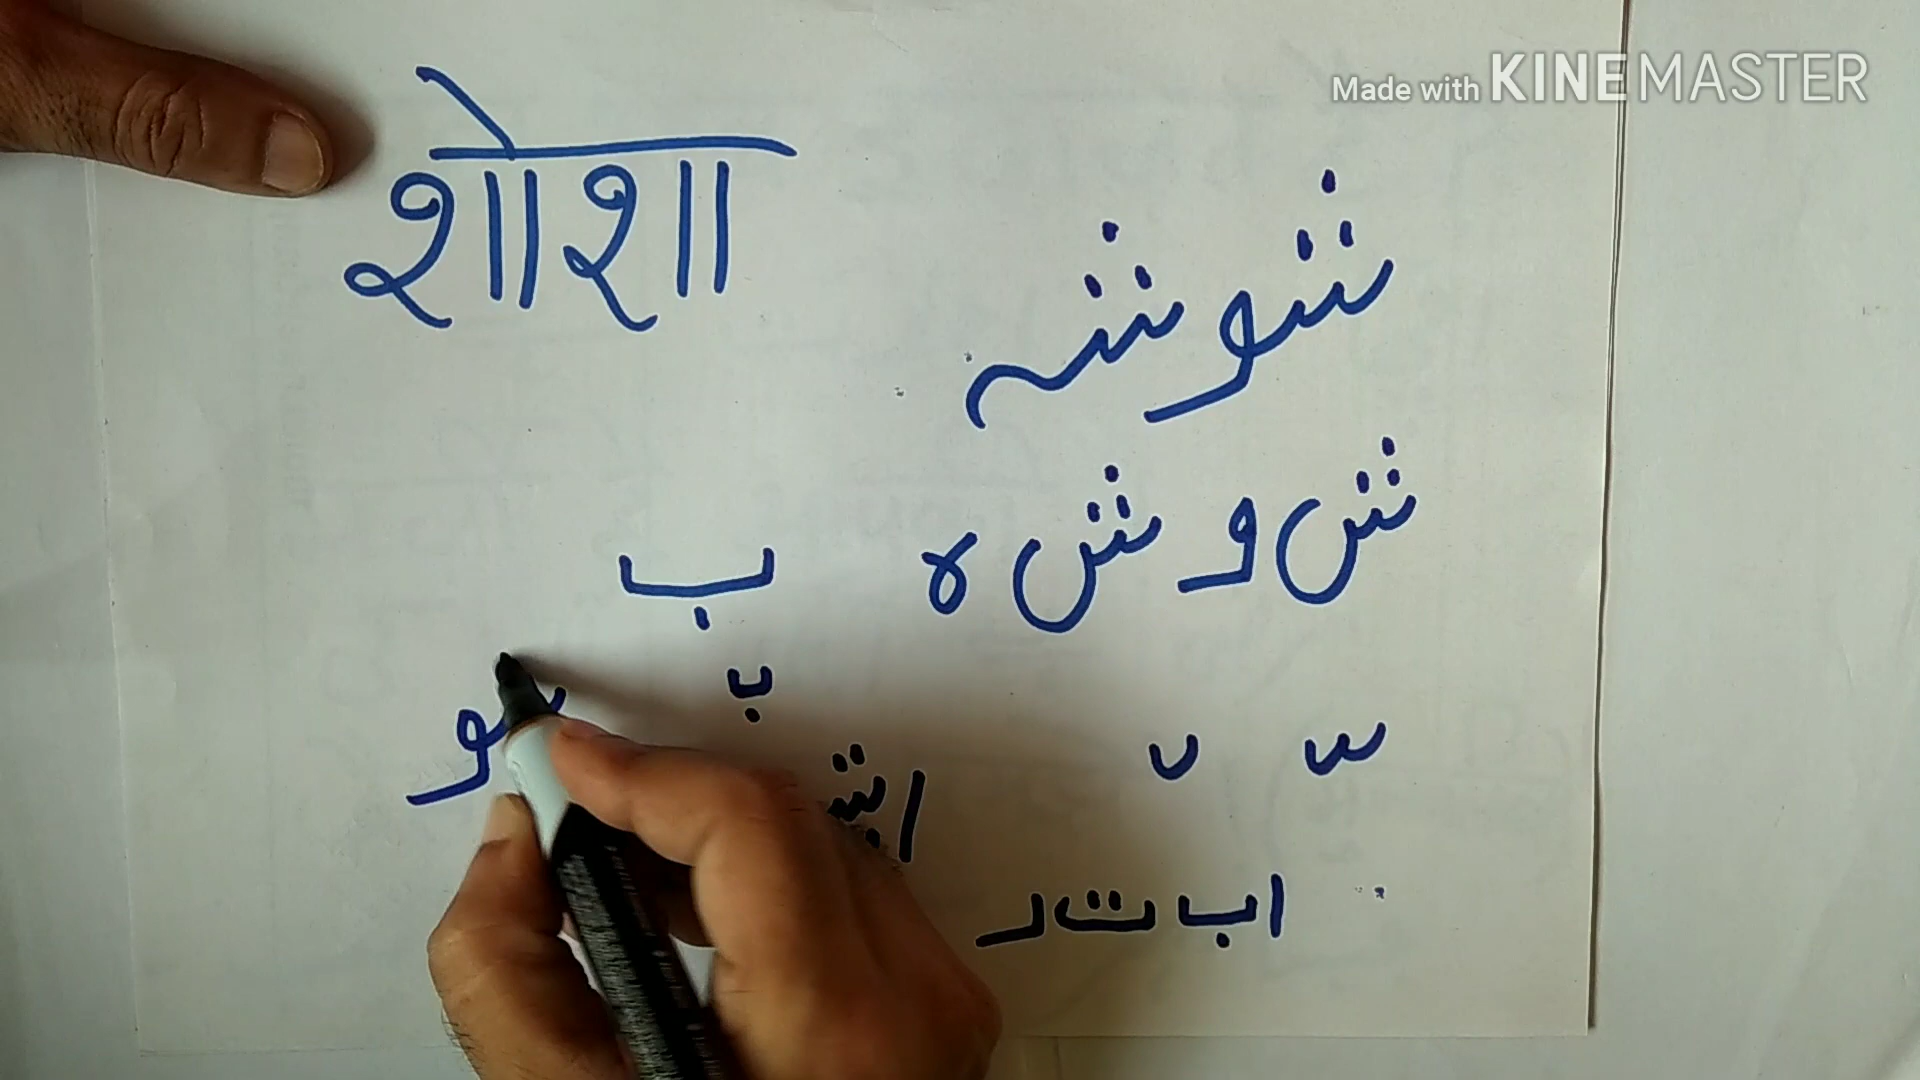 Made with KINEMASTER
शोशा
شوشہ
ش و ش ہ
ب
ب
ا ب ت ر